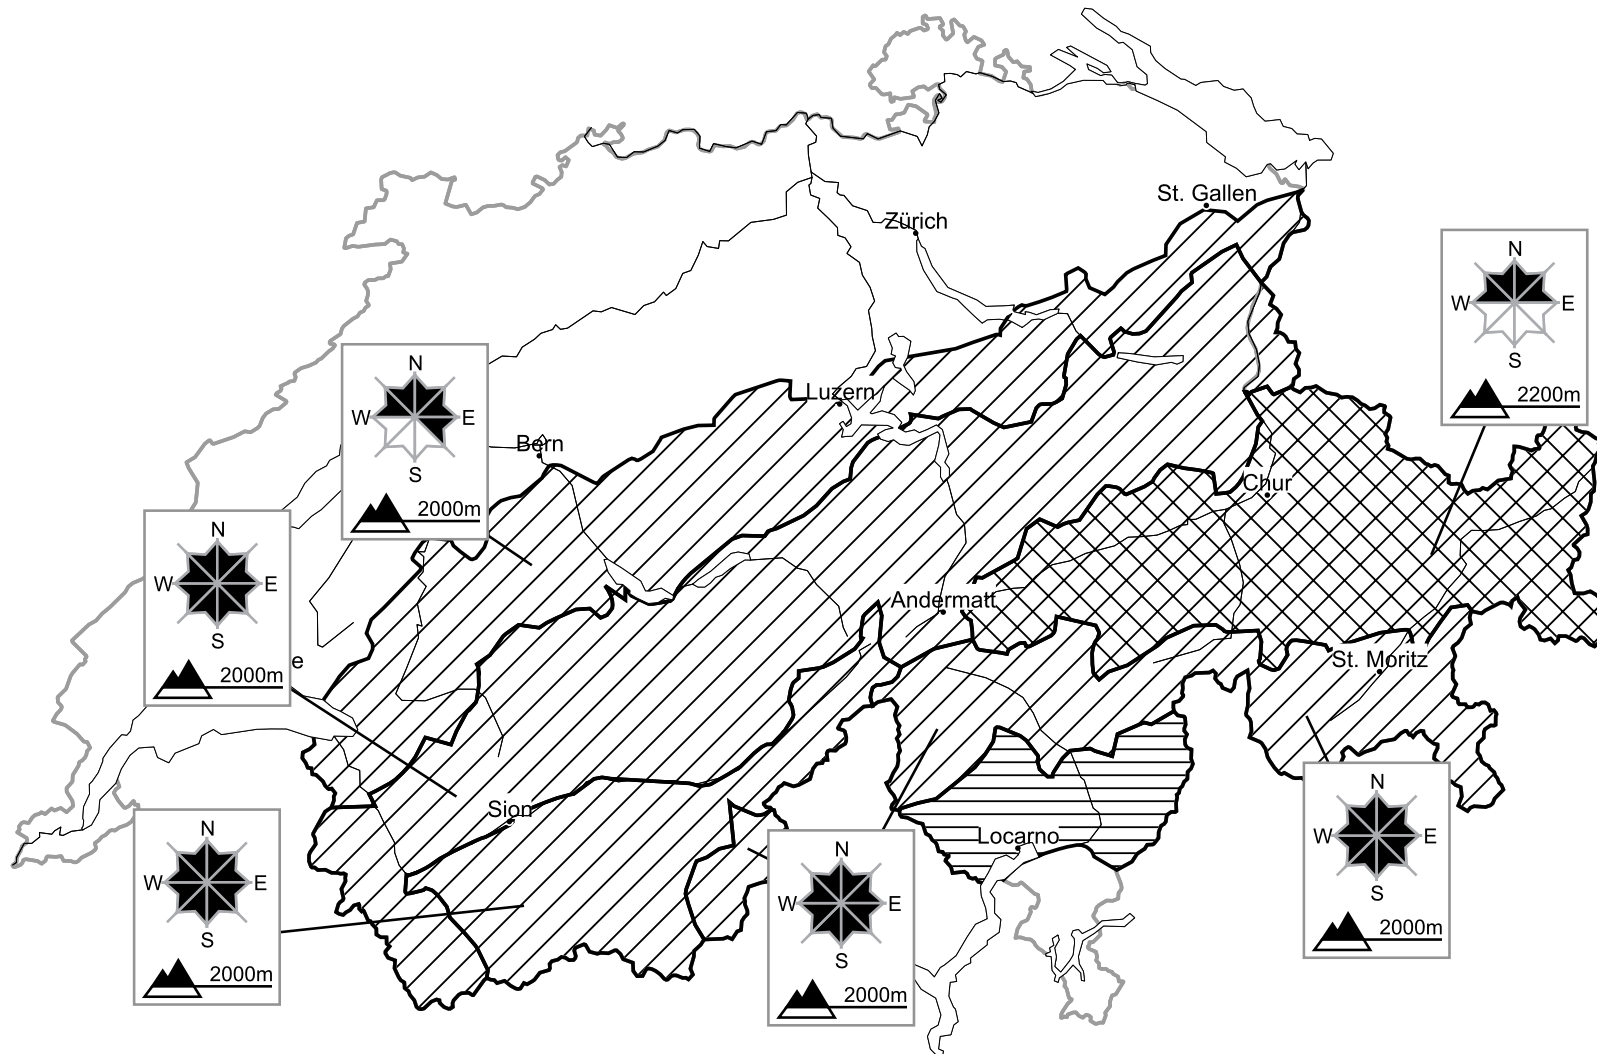 St. Gallen
Zürich
N
W E
S
2200m
N
W E
S
2000m
Luzern
Bern
Chur
N
W E
S
2000m
Andermatt
e
St. Moritz
N
W E
S
2000m
Sion
Locarno
N
W E
S
2000m
N
W E
S
2000m